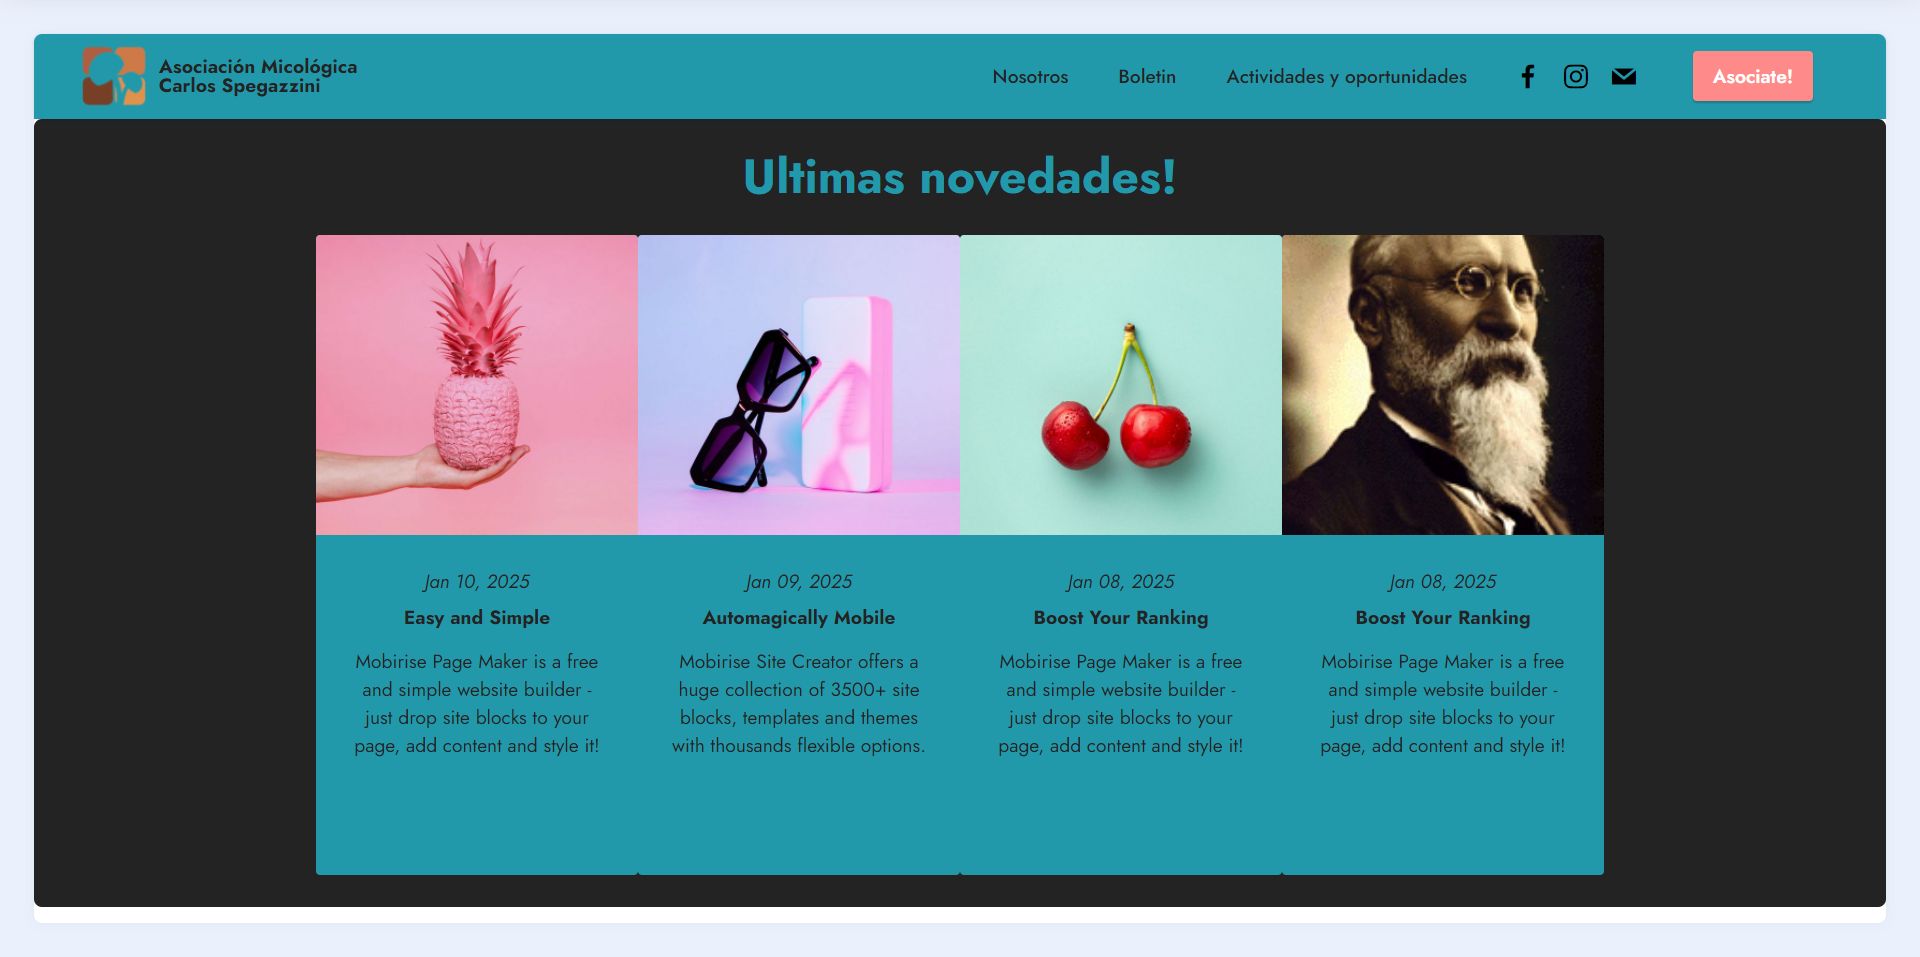 Asociación Micológica
Carlos Spegazzini
Nosotros
Boletin
Actividades y oportunidades
Asociate!
Ultimas novedades!
Jan 10, 2025
Easy and Simple
Mobirise Page Maker is a free
and simple website builder -
just drop site blocks to your
page, add content and style it!
Jan 09, 2025
Automagically Mobile
Mobirise Site Creator offers a
huge collection of 3500+ site
blocks, templates and themes
with thousands flexible options.
Jan 08, 2025
Boost Your Ranking
Mobirise Page Maker is a free
and simple website builder -
just drop site blocks to your
page, add content and style it!
Jan 08, 2025
Boost Your Ranking
Mobirise Page Maker is a free
and simple website builder -
just drop site blocks to your
page, add content and style it!